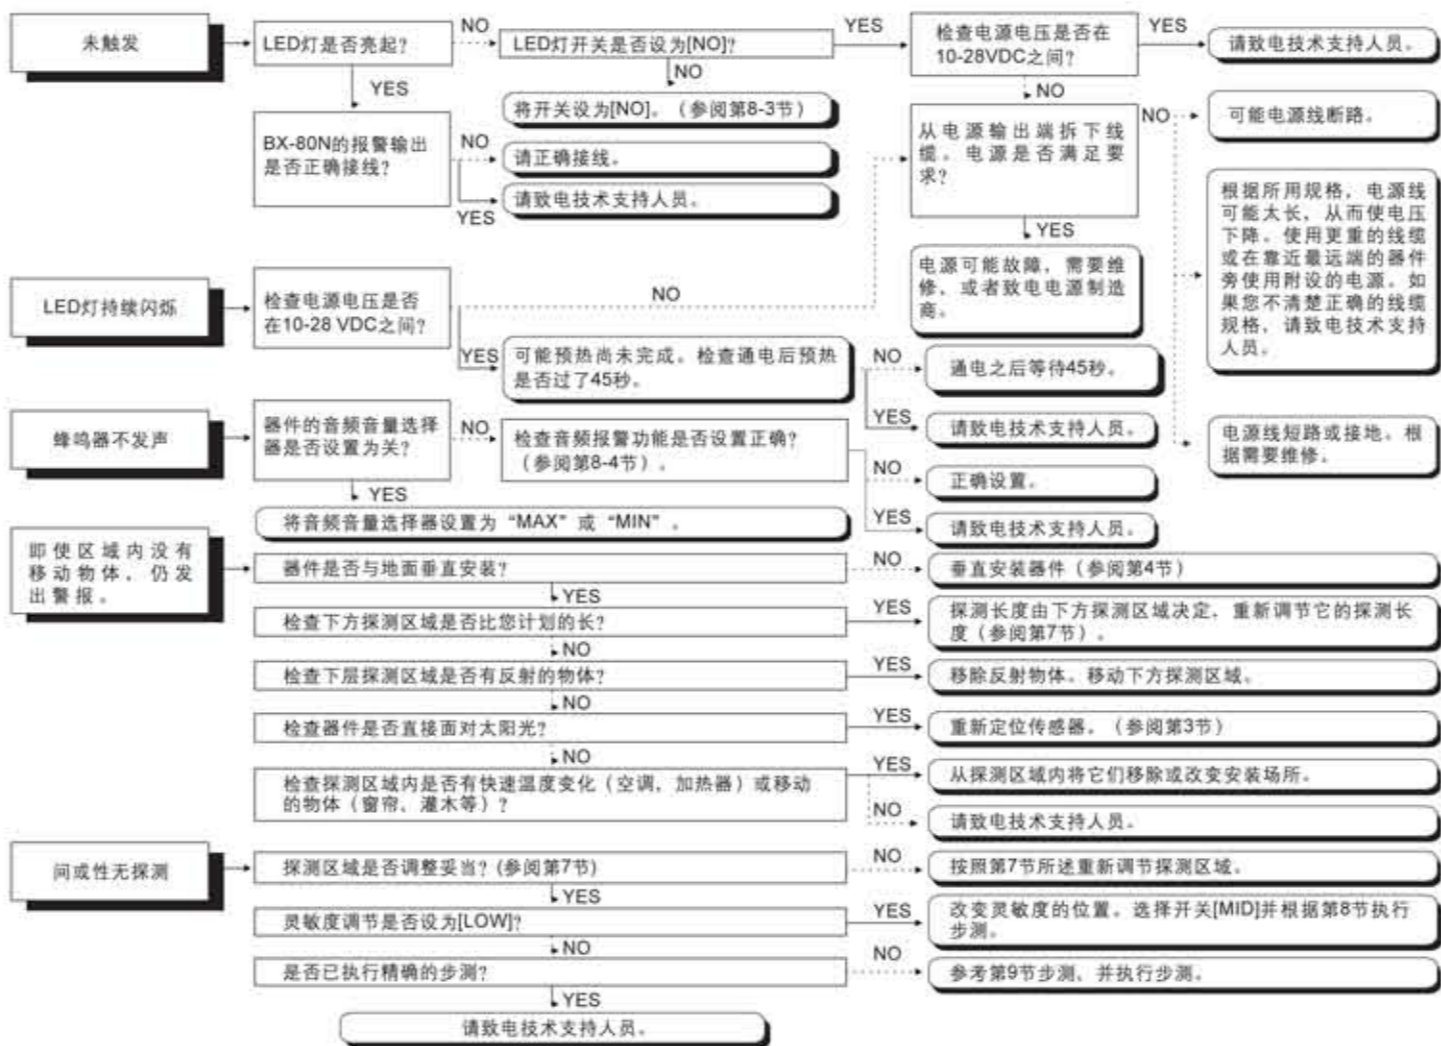 未触发
LED灯是否亮起?
NO
LED灯开关是否设为[NO]?
YES
检查电源电压是否在
10-28VDC之间?
YES
请致电技术支持人员。
YES
NO
将开关设为[NO]。(参阅第8-3节)
NO
BX-80N的报警输出
是否正确接线?
NO
请正确接线。
YES
请致电技术支持人员。
从电源输出端拆下线
缆。电源是否满足要
求?
NO
可能电源线断路。
根据所用规格,电源线
可能太长,从而使电压
下降。使用更重的线缆
或在靠近最远端的器件
旁使用附设的电源。如
果您不清楚正确的线缆
规格,请致电技术支持
人员。
电源线短路或接地。根
据需要维修。
YES
电源可能故障,需要维
修,或者致电电源制造
商。
LED灯持续闪烁
检查电源电压是否
在10-28 VDC之间?
NO
YES
可能预热尚未完成。检查通电后预热
是否过了45秒。
NO
通电之后等待45秒。
YES
请致电技术支持人员。
蜂鸣器不发声
器件的音频音量选择
器是否设置为关?
NO
检查音频报警功能是否设置正确?
(参阅第8-4节)。
NO
正确设置。
YES
请致电技术支持人员。
YES
将音频音量选择器设置为“MAX”或“MIN”。
即使区域内没有
移动物体,仍发
出警报。
器件是否与地面垂直安装?
NO
垂直安装器件(参阅第4节)
YES
检查下方探测区域是否比您计划的长?
YES
探测长度由下方探测区域决定,重新调节它的探测长
度(参阅第7节)。
NO
检查下层探测区域是否有反射的物体?
YES
移除反射物体。移动下方探测区域。
NO
检查器件是否直接面对太阳光?
YES
重新定位传感器。(参阅第3节)
NO
检查探测区域内是否有快速温度变化(空调,加热器)或移动
的物体(窗帘、灌木等)?
YES
从探测区域内将它们移除或改变安装场所。
NO
请致电技术支持人员。
间或性无探测
探测区域是否调整妥当?(参阅第7节)
NO
按照第7节所述重新调节探测区域。
YES
灵敏度调节是否设为[LOW]?
YES
改变灵敏度的位置。选择开关[MID]并根据第8节执行
步测。
NO
是否已执行精确的步测?
NO
参考第9节步测,并执行步测。
YES
请致电技术支持人员。